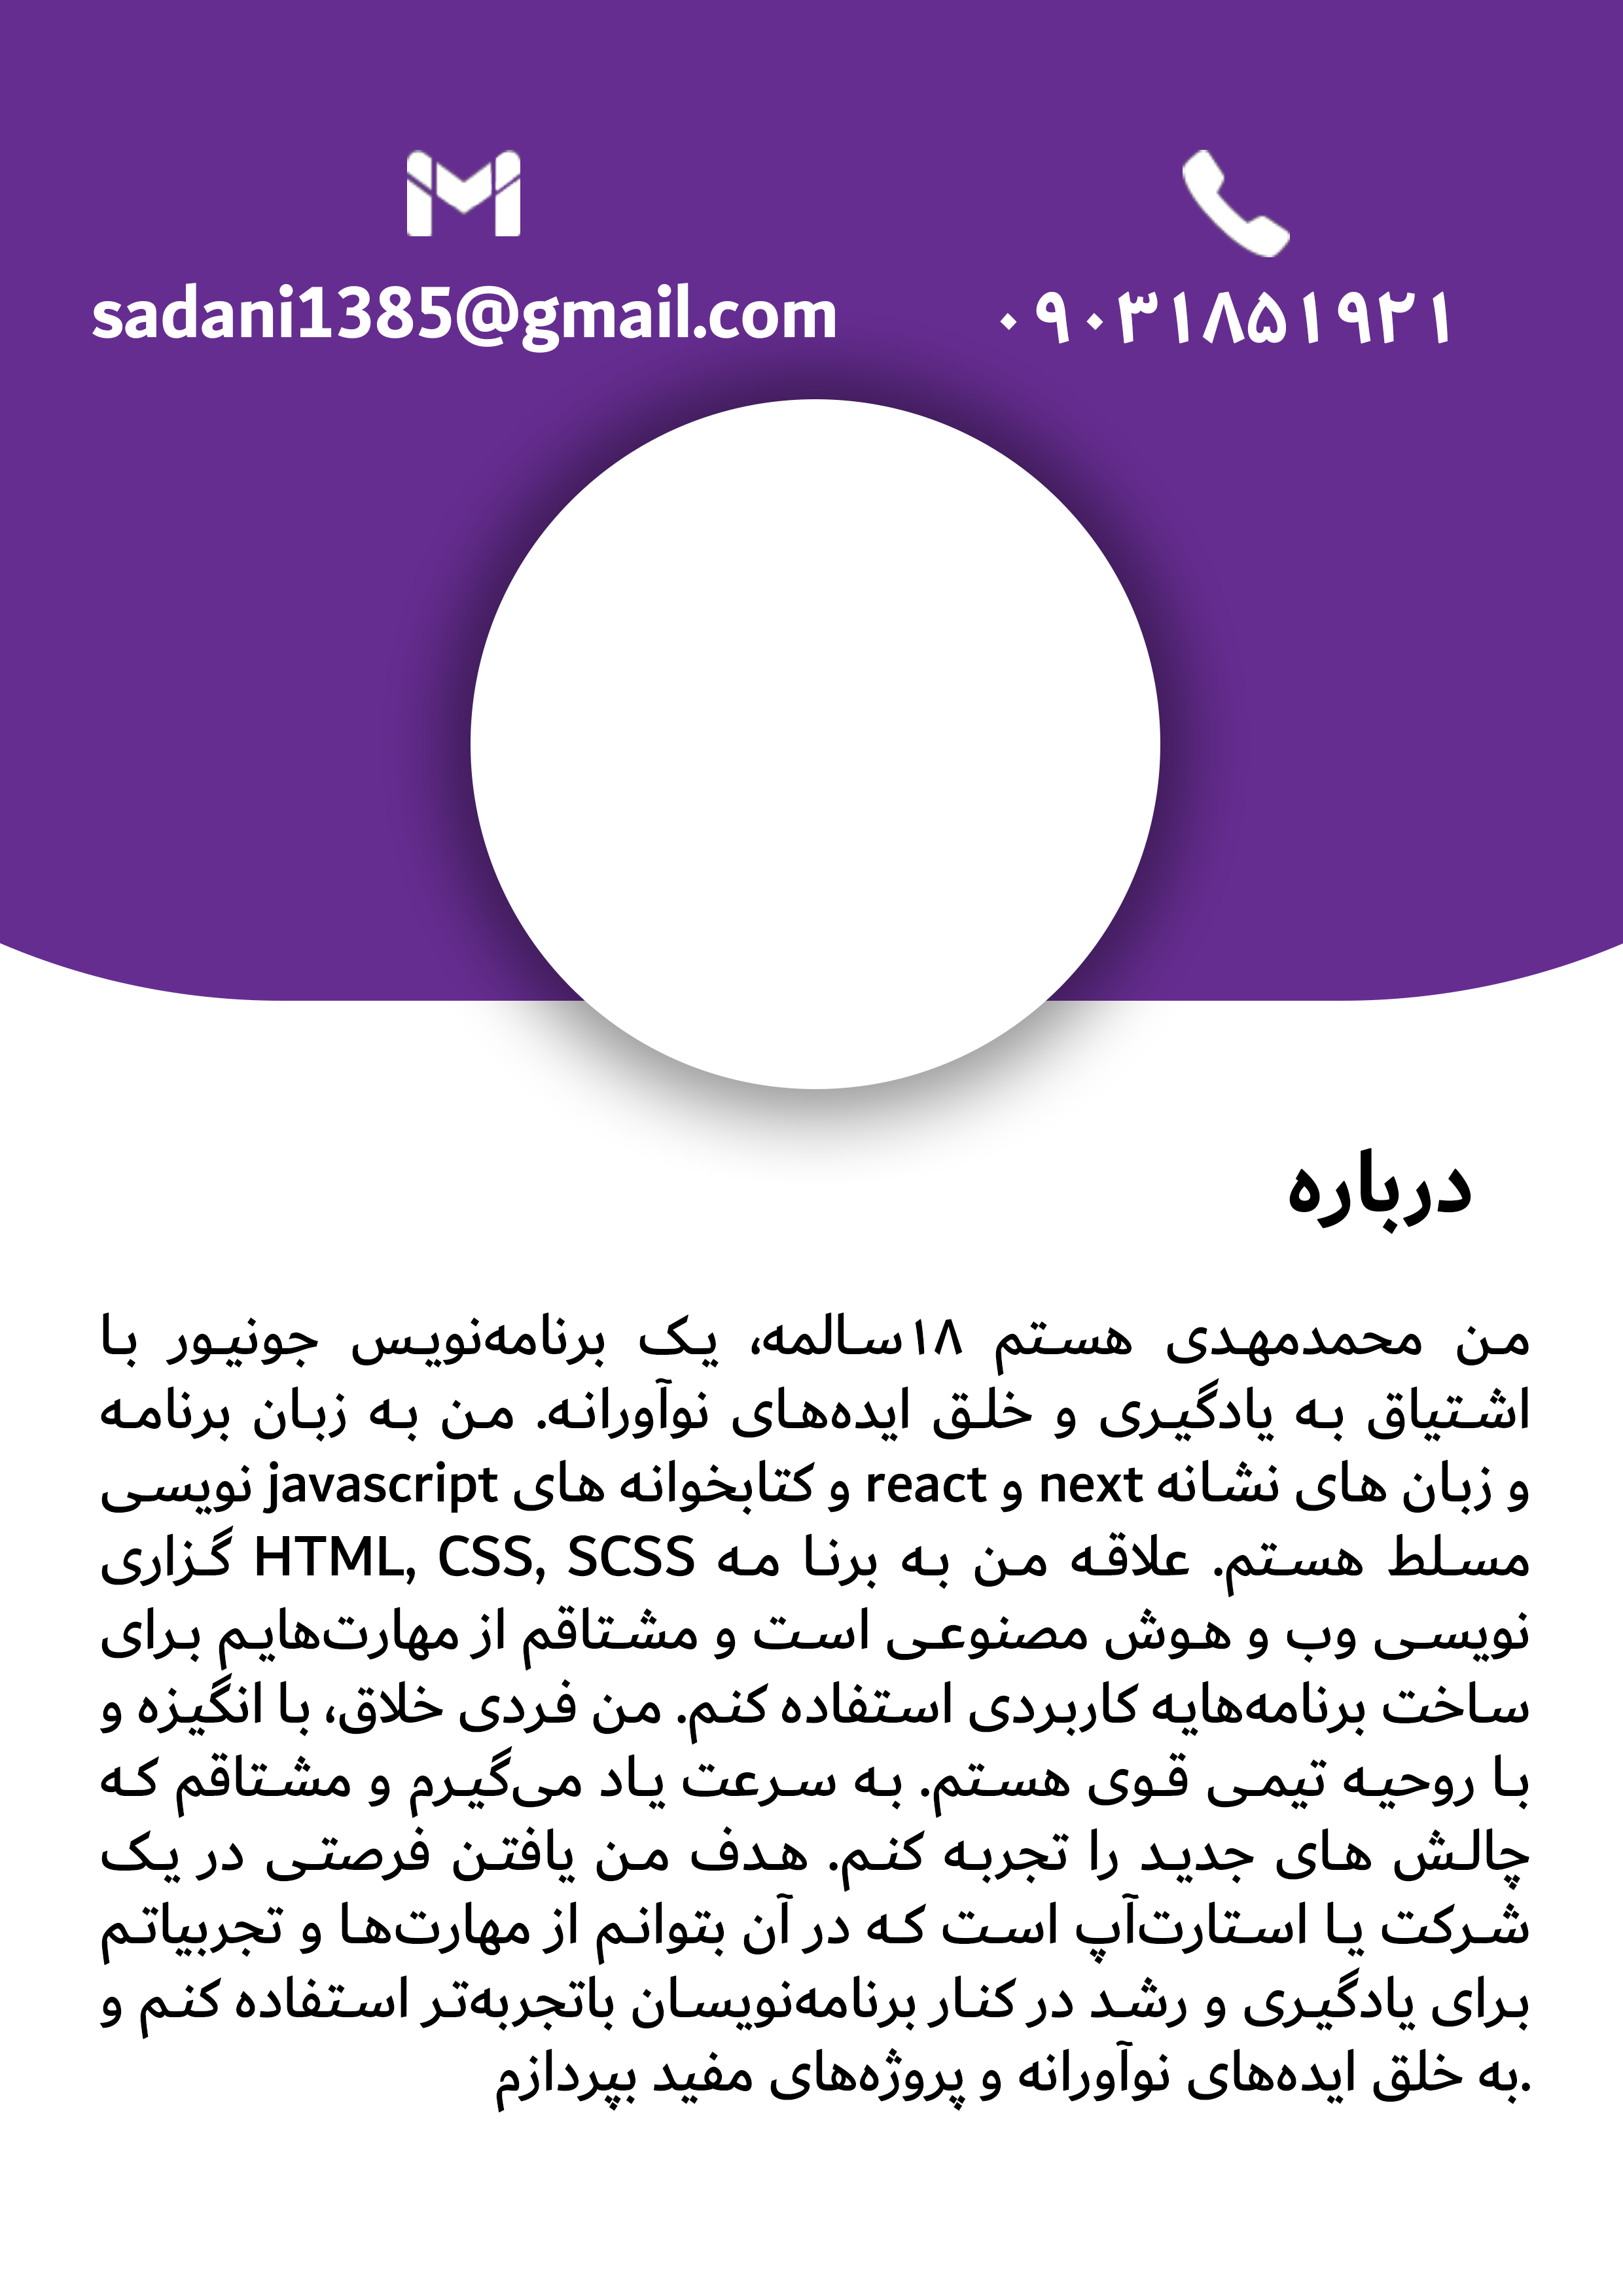 sadani1385@gmail.com
۰۹۰۳۱۸۵۱۹۲۱
درباره
من محمدمهدی هستم ۱۸سالمه، یک برنامه‌نویس جونیور با
اشتیاق به یادگیری و خلق ایده‌های نوآورانه. من به زبان برنامه
و زبان های نشانه next و react و کتابخوانه های javascript نویسی
مسلط هستم. علاقه من به برنا مه HTML, CSS, SCSS گزاری
نویسی وب و هوش مصنوعی است و مشتاقم از مهارت‌هایم برای
ساخت برنامه‌هایه کاربردی استفاده کنم. من فردی خلاق، با انگیزه و
با روحیه تیمی قوی هستم. به سرعت یاد می‌گیرم و مشتاقم که
چالش های جدید را تجربه کنم. هدف من یافتن فرصتی در یک
شرکت یا استارت‌آپ است که در آن بتوانم از مهارت‌ها و تجربیاتم
برای یادگیری و رشد در کنار برنامه‌نویسان باتجربه‌تر استفاده کنم و
.به خلق ایده‌های نوآورانه و پروژه‌های مفید بپردازم